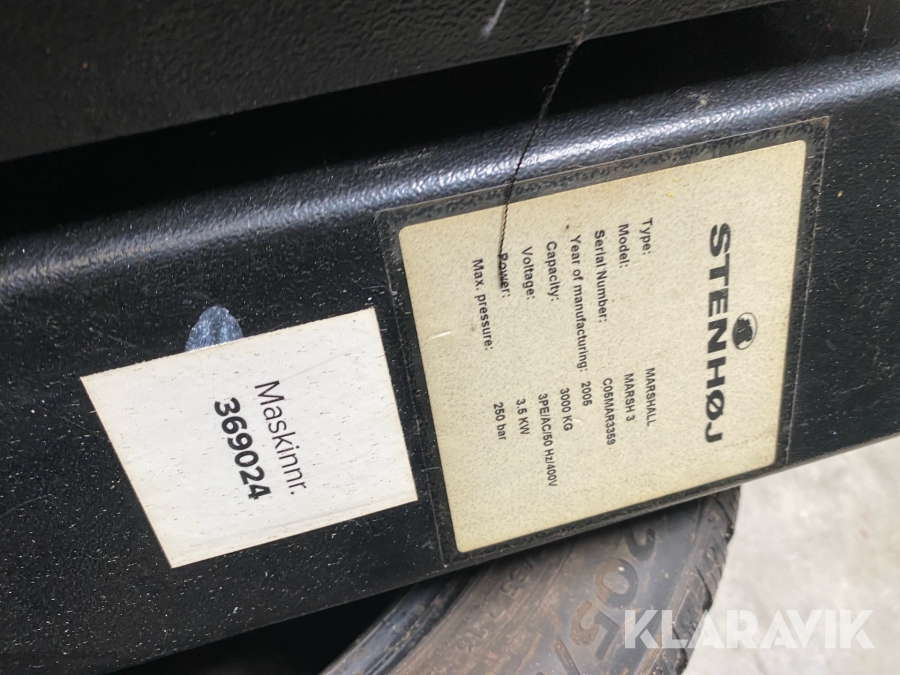 STENHØJ
Type: MARSHALL
Model: MARSH 3
Serial Number: C05MAR3359
Year of manufacturing: 2005
Capacity: 3000 KG
Voltage: 3PE/AC/50 Hz/400V
Power: 3.5 KW
Max. pressure: 250 bar
Maskinnr.
369024
205/
KLARAVIK